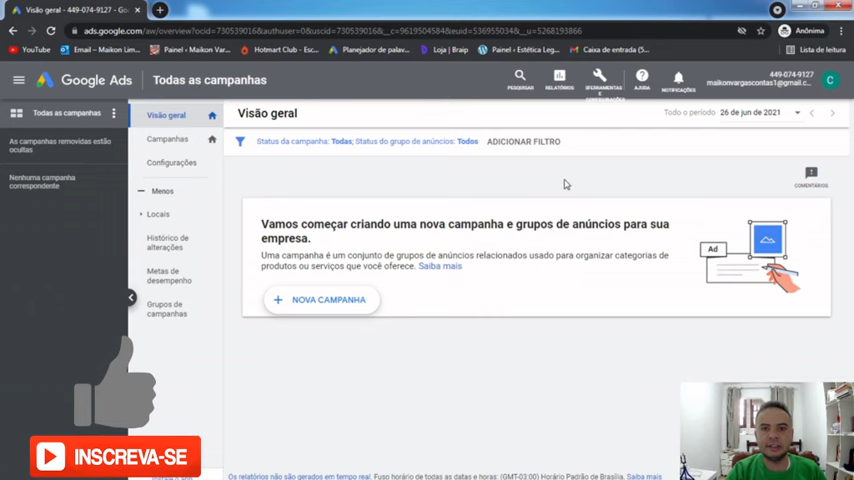 Visão geral - 449-074-9127 - Go
ads.google.com/aw/overview?ocid=730539016&authuser=0&uscid=730539016&__c=9619504584&euid=536955034&__u=5268193866
Anônima
YouTube
Email – Maikon Lim...
Painel ‹ Maikon Var...
Hotmart Club - Esc...
Planejador de palav...
Loja | Braip
Painel ‹ Estética Leg...
Caixa de entrada (5...
Lista de leitura
Google Ads
Todas as campanhas
PESQUISAR
RELATÓRIOS
FERRAMENTAS E CONFIGURAÇÕES
AJUDA
NOTIFICAÇÕES
449-074-9127
maikonvargascontas1@gmail.c...
C
Todas as campanhas
As campanhas removidas estão
ocultas
Nenhuma campanha
correspondente
Visão geral
Campanhas
Configurações
Menos
Locais
Histórico de
alterações
Metas de
desempenho
Grupos de
campanhas
Visão geral
Todo o período
26 de jun de 2021
Status da campanha: Todas; Status do grupo de anúncios: Todos
ADICIONAR FILTRO
COMENTÁRIOS
Vamos começar criando uma nova campanha e grupos de anúncios para sua
empresa.
Uma campanha é um conjunto de grupos de anúncios relacionados usado para organizar categorias de
produtos ou serviços que você oferece. Saiba mais
+ NOVA CAMPANHA
Ad
INSCREVA-SE
Os relatórios não são gerados em tempo real. Fuso horário de todas as datas e horas: (GMT-03:00) Horário Padrão de Brasília. Saiba mais